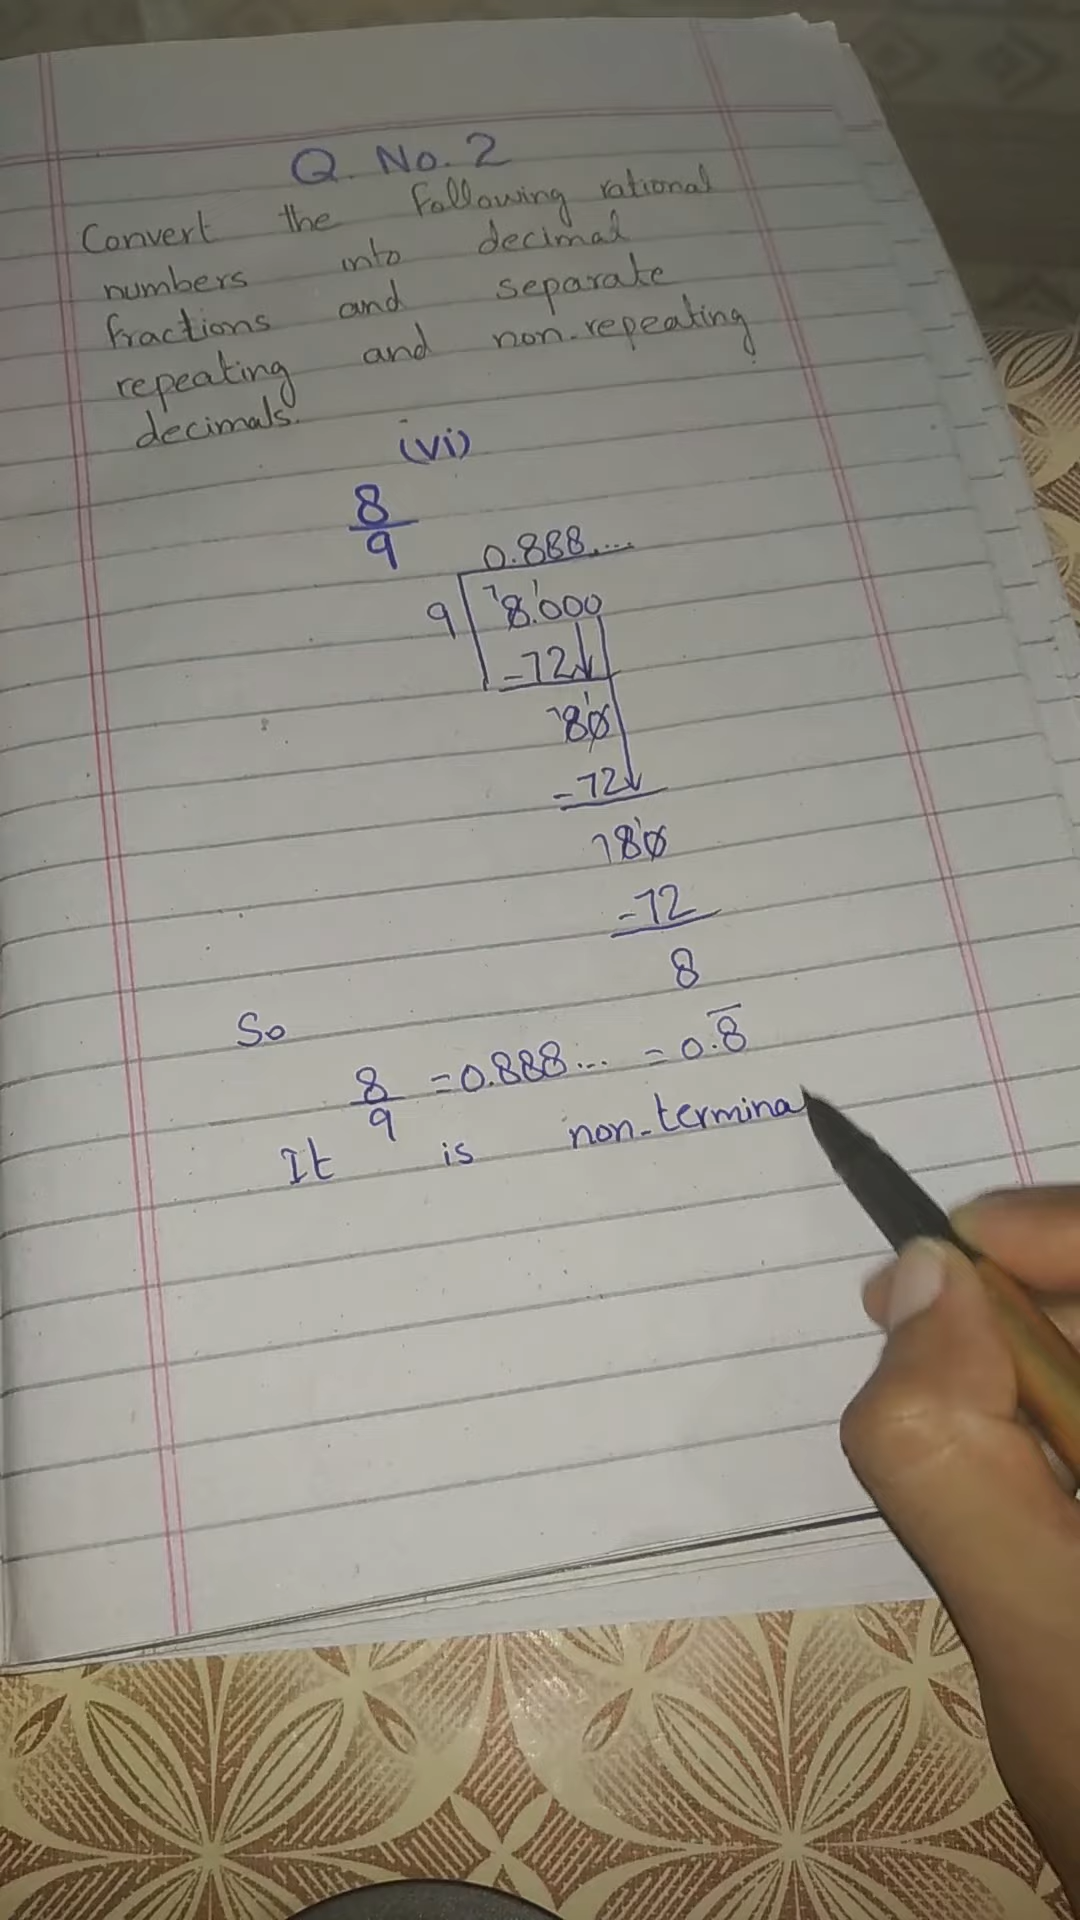 Q. No. 2
Convert the Following rational
numbers into decimal
fractions and separate
repeating and non-repeating
decimals.
(vi)
8/9
0.888...
9 8.000
-72
80
-72
80
-72
8
So
8/9 = 0.888... = 0.8̅
It is non-termina